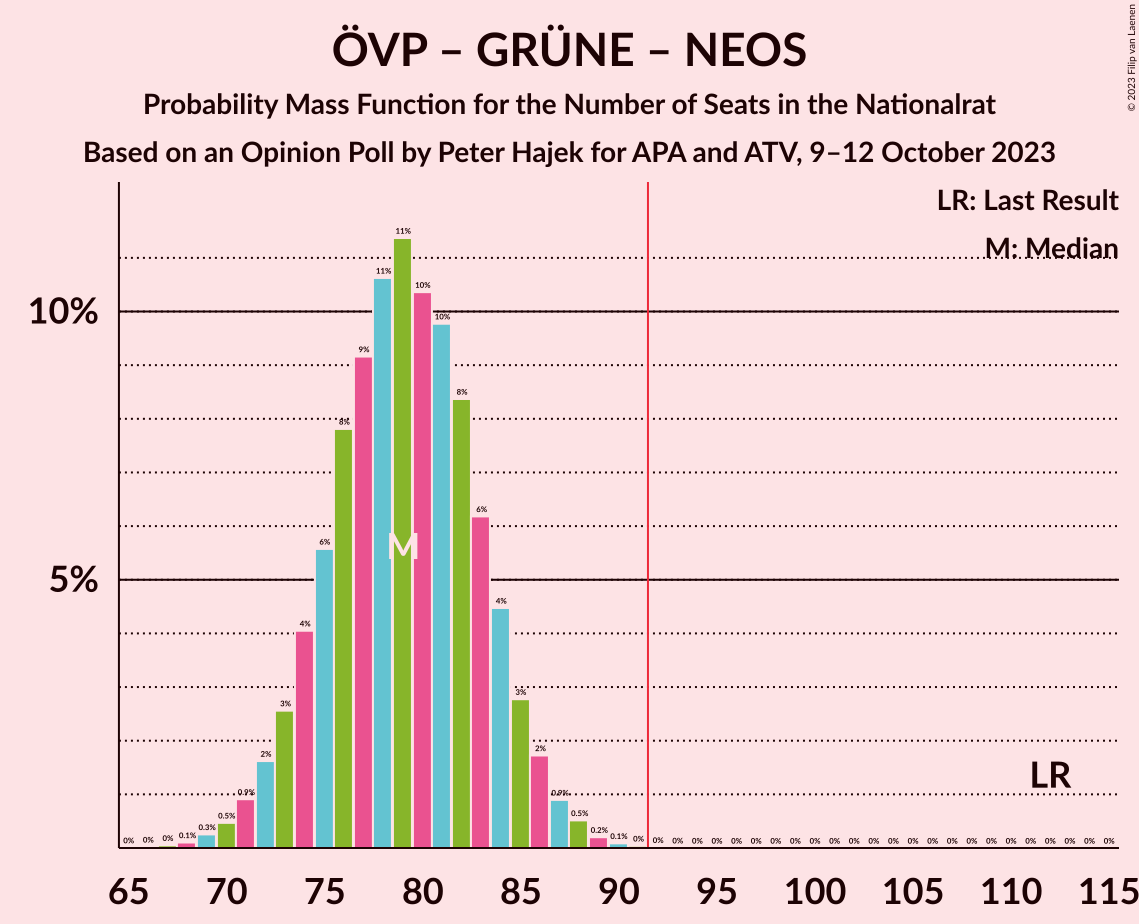 ÖVP – GRÜNE – NEOS
Probability Mass Function for the Number of Seats in the Nationalrat
Based on an Opinion Poll by Peter Hajek for APA and ATV, 9–12 October 2023
© 2023 Filip van Laenen
LR: Last Result
M: Median
10%
5%
0% 0% 0% 0.1% 0.3% 0.5% 0.9% 2% 3% 4% 6% 8% 9% 11% 11% 10% 10% 8% 6% 4% 3% 2% 0.9% 0.5% 0.2% 0.1% 0% 0% 0% 0% 0% 0% 0% 0% 0% 0% 0% 0% 0% 0% 0% 0% 0% 0% 0% 0% 0% 0% 0% 0% 0%
M
LR
65 70 75 80 85 90 95 100 105 110 115